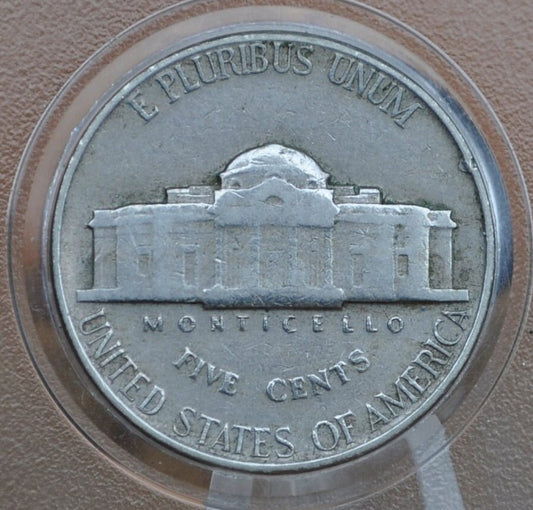 E PLURIBUS UNUM
MONTICELLO
FIVE CENTS
UNITED STATES OF AMERICA